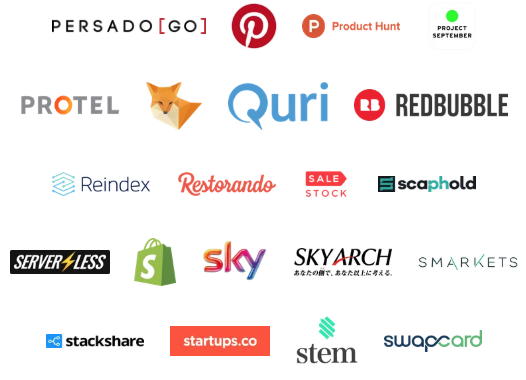 PERSADO[GO]
Product Hunt
PROJECT
SEPTEMBER
PROTEL
Quri
RB REDBUBBLE
Reindex
Restorando
SALE
STOCK
scaphold
SERVERLESS
S
sky
SKYARCH
あなたの側で、あなた以上に考える。
SMARKETS
stackshare
startups.co
stem
swapcard